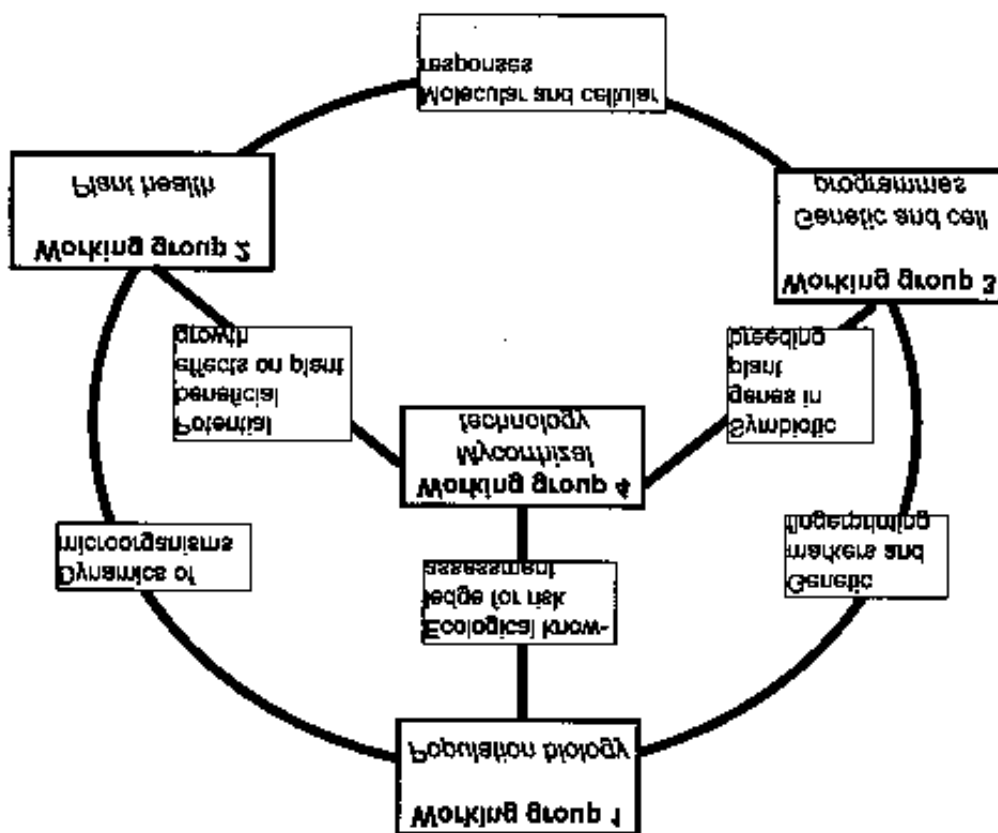 Working group 1
Population biology
Ecological know-
ledge for risk
assessment
Dynamics of
microorganisms
Genetic
markers and
fingerprinting
Working group 4
Mycorrhizal
technology
Potential
beneficial
effects on plant
growth
Symbiotic
genes in
plant
breeding
Working group 2
Plant health
Working group 3
Genetic and cell
programmes
Molecular and cellular
responses